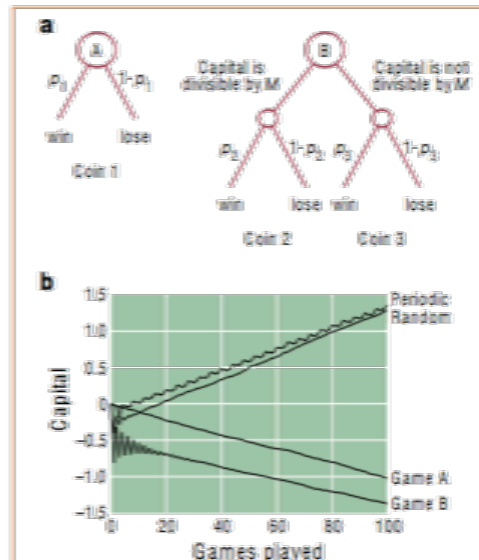 a
A
p1 1-p1
win lose
Coin 1
B
Capital is
divisible by M
Capital is not
divisible by M
p2 1-p2 p3 1-p3
win lose win lose
Coin 2 Coin 3
b
1.5
1.0
0.5
0
-0.5
-1.0
-1.5
Capital
0 20 40 60 80 100
Games played
Periodic
Random
Game A
Game B